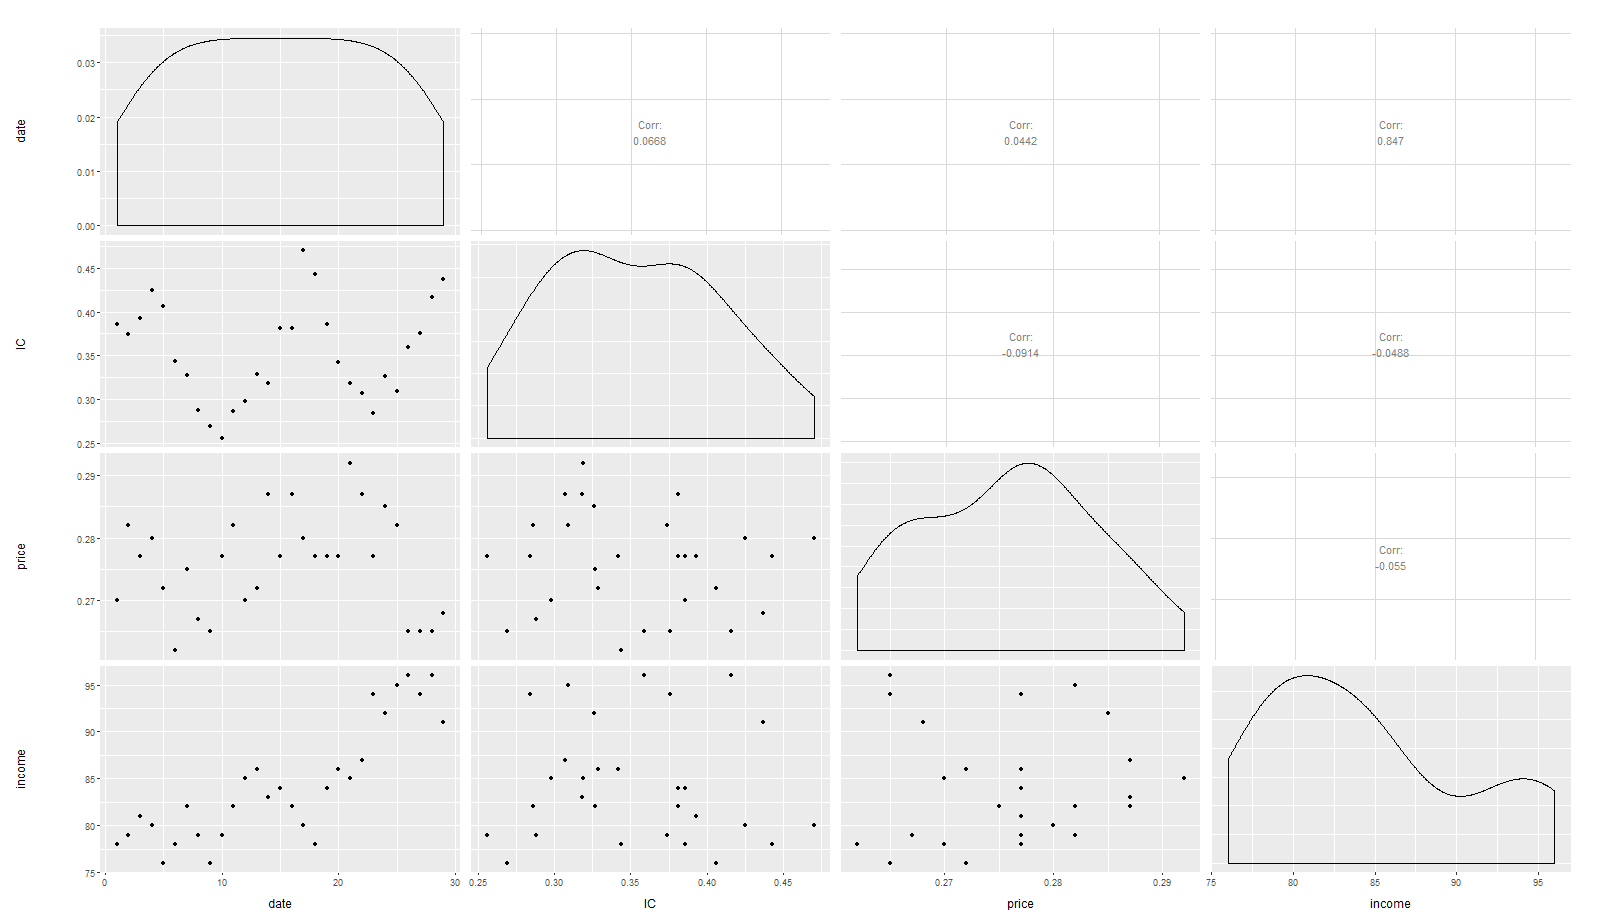 date
0.03
0.02
0.01
0.00
Corr:
0.0668
Corr:
0.0442
Corr:
0.847
IC
0.45
0.40
0.35
0.30
0.25
Corr:
-0.0914
Corr:
-0.0488
price
0.29
0.28
0.27
Corr:
-0.055
income
95
90
85
80
75
0 10 20 30
0.25 0.30 0.35 0.40 0.45
0.27 0.28 0.29
75 80 85 90 95
date IC price income